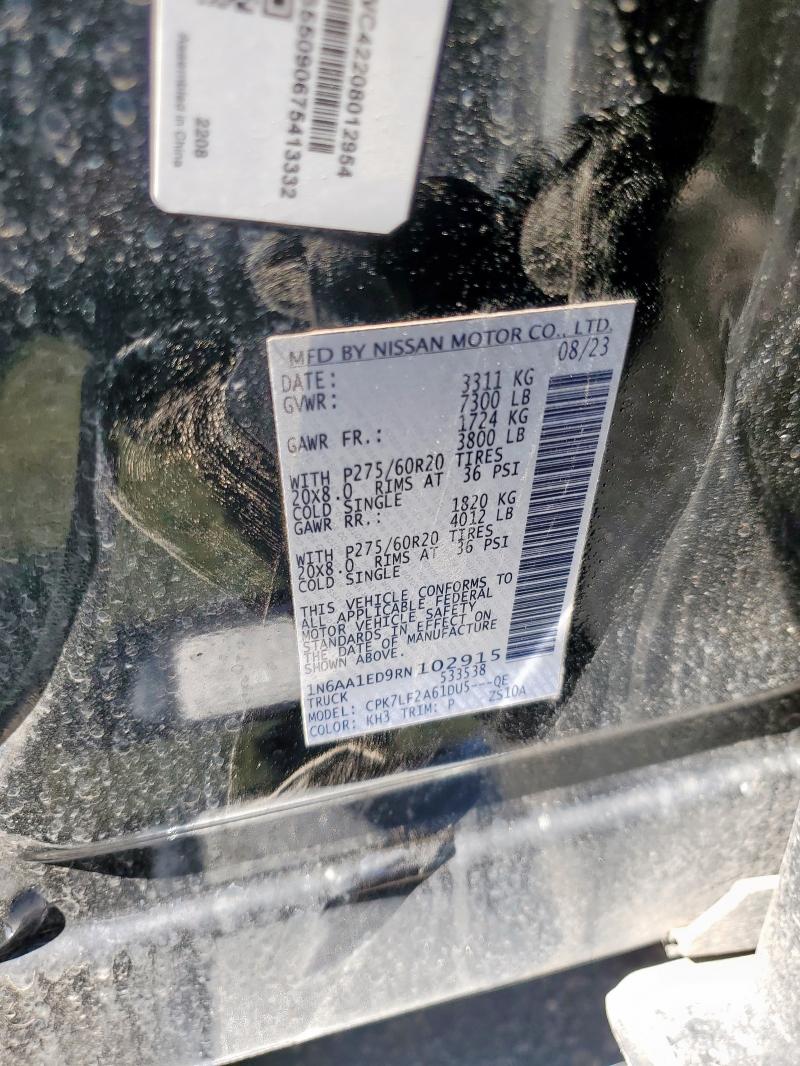 VC422080129​54
550906754133​32
2208
Assembled in China
MFD BY NISSAN MOTOR CO., LTD.
DATE: 08/23
GVWR: 3311 KG
7300 LB
GAWR FR.: 1724 KG
3800 LB
WITH P275/60R20 TIRES
20X8.0 RIMS AT 36 PSI
COLD SINGLE
GAWR RR.: 1820 KG
4012 LB
WITH P275/60R20 TIRES
20X8.0 RIMS AT 36 PSI
COLD SINGLE
THIS VEHICLE CONFORMS TO
ALL APPLICABLE FEDERAL
MOTOR VEHICLE SAFETY
STANDARDS IN EFFECT ON
THE DATE OF MANUFACTURE
SHOWN ABOVE.
1N6AA1ED9RN102915
TRUCK 533538
MODEL: CPK7LF2A61DU5---QE
COLOR: KH3 TRIM: P ZS10A